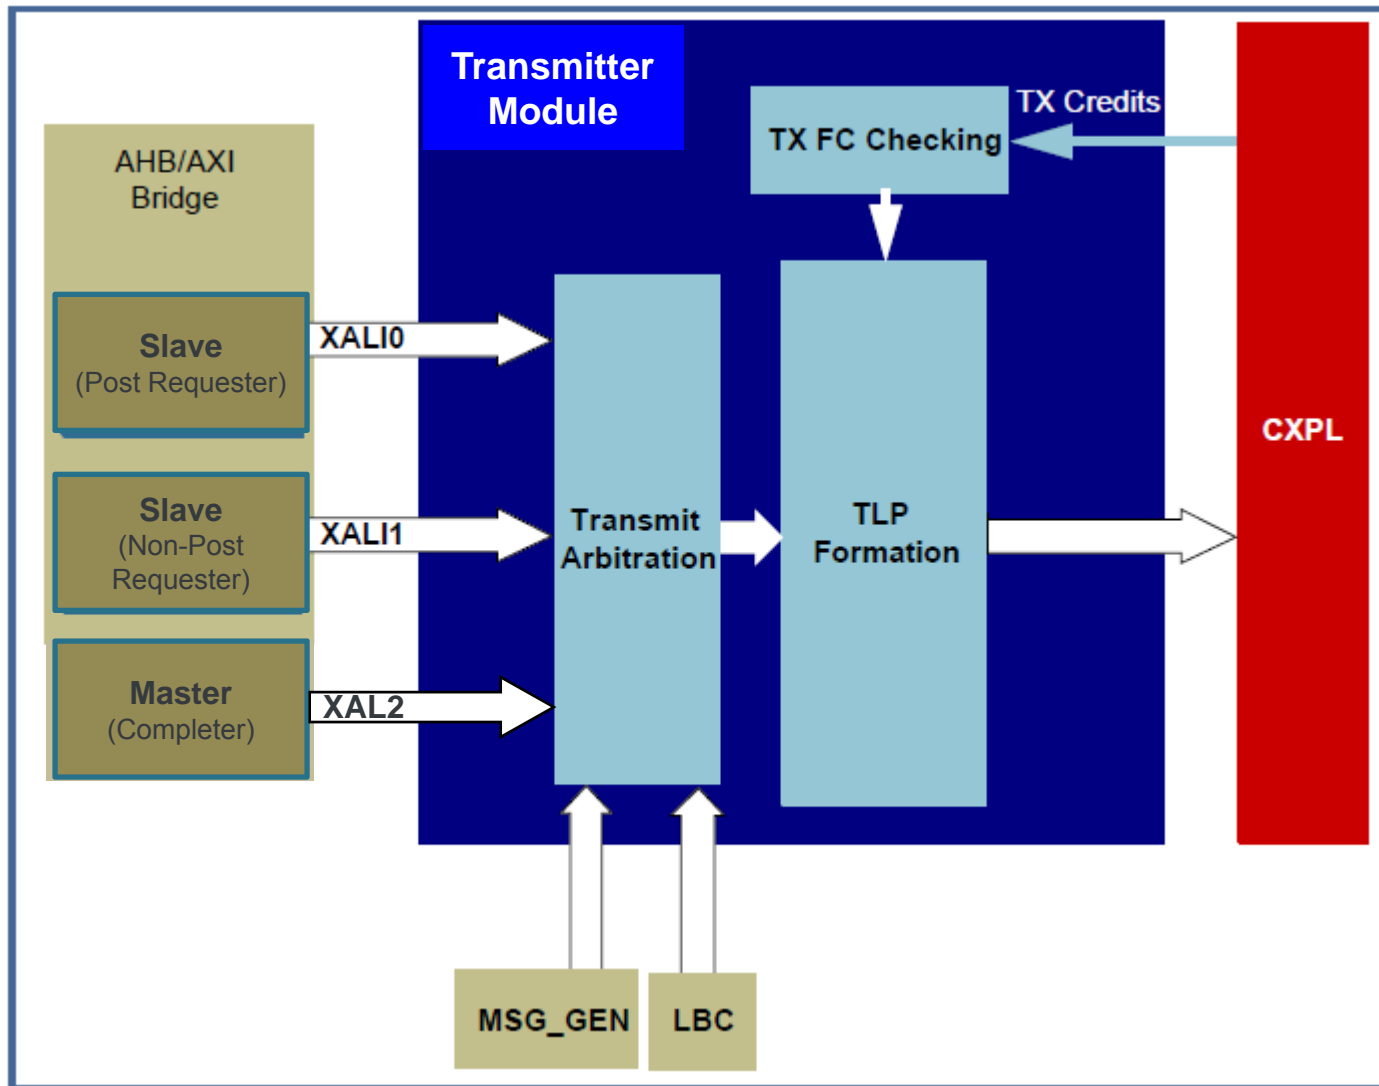 Transmitter
Module
TX Credits
TX FC Checking
AHB/AXI
Bridge
Slave
(Post Requester)
XALI0
CXPL
Slave
(Non-Post
Requester)
XALI1
Transmit
Arbitration
TLP
Formation
Master
(Completer)
XAL2
MSG_GEN
LBC